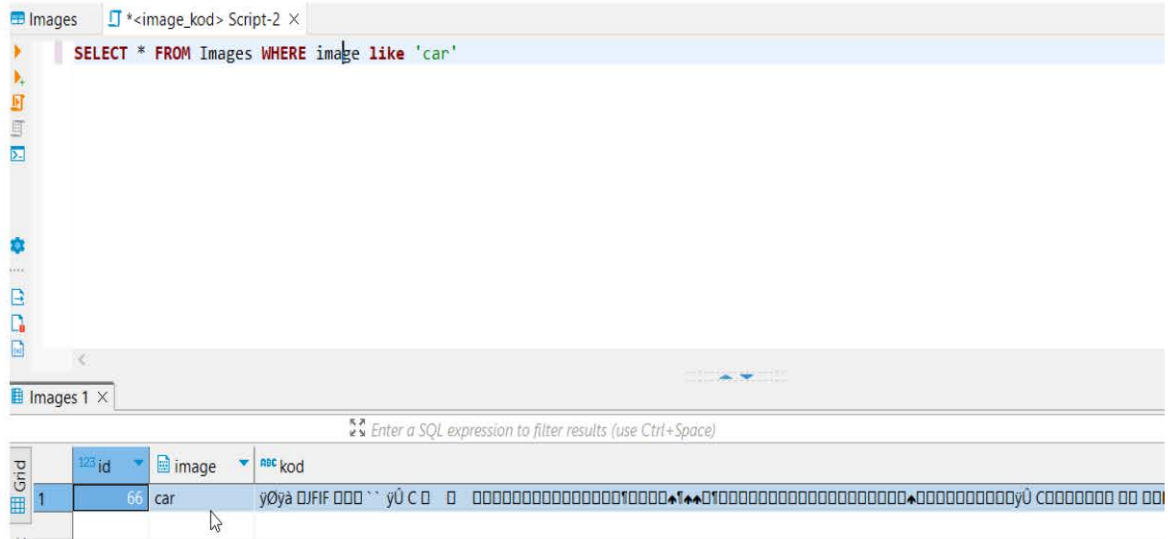 Images *<image_kod> Script-2
SELECT * FROM Images WHERE image like 'car'
Images 1
Enter a SQL expression to filter results (use Ctrl+Space)
Grid
123 id image ABC kod
1 66 car ÿØÿà JFIF `` ÿÛ C